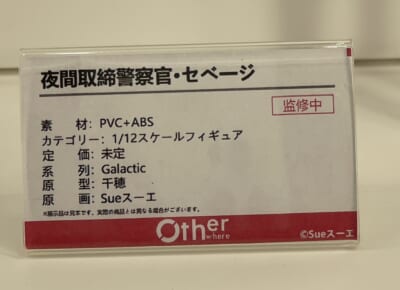 夜間取締警察官・セベージ
監修中
素　　材：PVC+ABS
カテゴリー：1/12スケールフィギュア
定　　価：未定
系　　列：Galactic
原　　型：千穂
原　　画：Sueスーエ
※展示品は見本です。実際の商品とは異なる場合がございます。
Other
where
©Sueスーエ